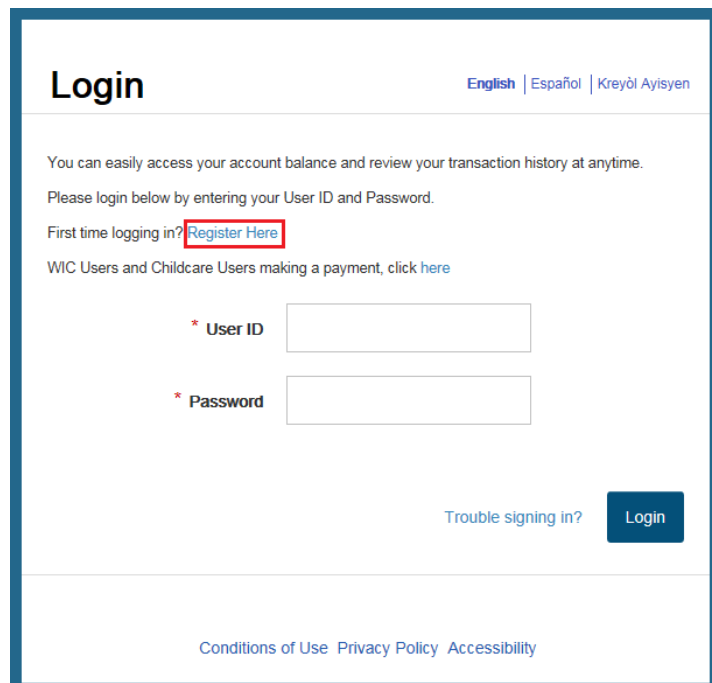 Login
English | Español | Kreyòl Ayisyen
You can easily access your account balance and review your transaction history at anytime.
Please login below by entering your User ID and Password.
First time logging in? Register Here
WIC Users and Childcare Users making a payment, click here
* User ID
* Password
Trouble signing in? Login
Conditions of Use Privacy Policy Accessibility